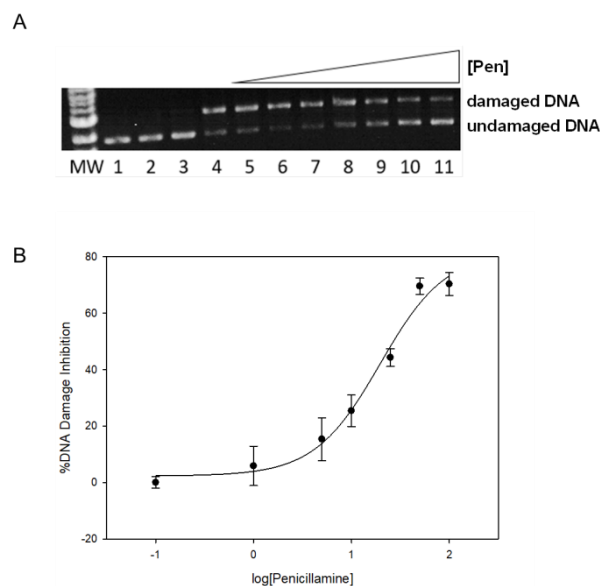 A
[Pen]
damaged DNA
undamaged DNA
MW 1 2 3 4 5 6 7 8 9 10 11
B
80
60
40
20
0
-20
%DNA Damage Inhibition
-1 0 1 2
log[Penicillamine]